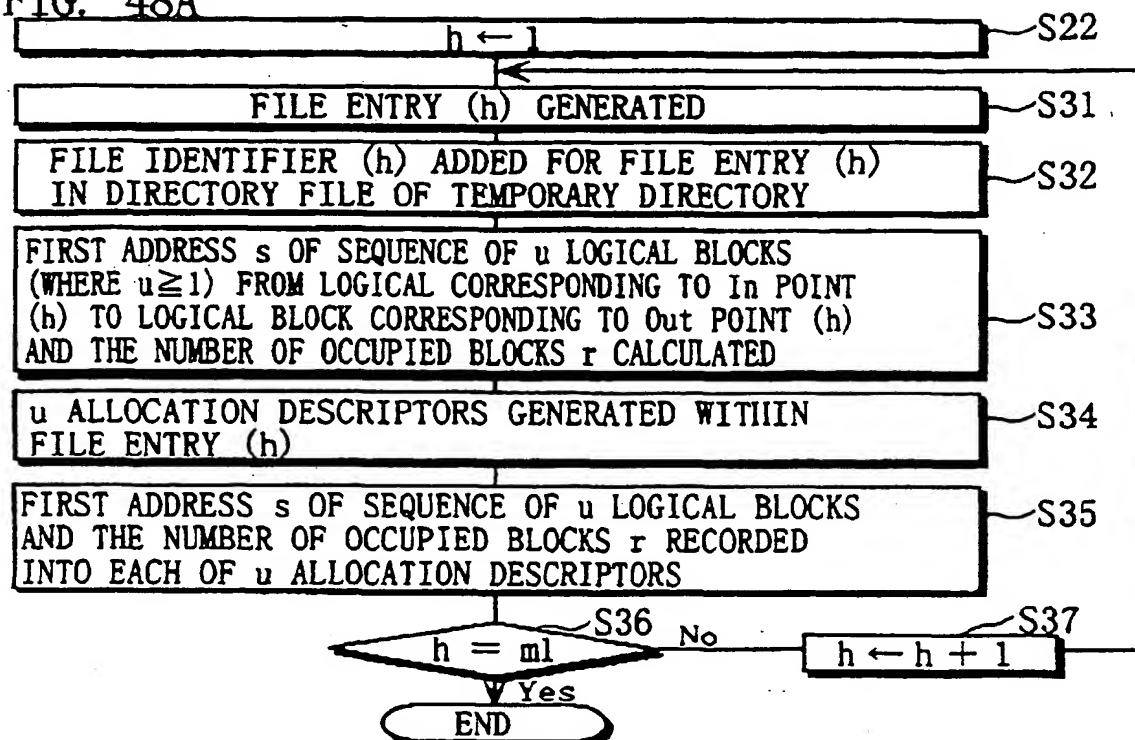 FIG. 48A
h ← 1
S22
FILE ENTRY (h) GENERATED
S31
FILE IDENTIFIER (h) ADDED FOR FILE ENTRY (h)
IN DIRECTORY FILE OF TEMPORARY DIRECTORY
S32
FIRST ADDRESS s OF SEQUENCE OF u LOGICAL BLOCKS
(WHERE u≧1) FROM LOGICAL CORRESPONDING TO In POINT
(h) TO LOGICAL BLOCK CORRESPONDING TO Out POINT (h)
AND THE NUMBER OF OCCUPIED BLOCKS r CALCULATED
S33
u ALLOCATION DESCRIPTORS GENERATED WITHIN
FILE ENTRY (h)
S34
FIRST ADDRESS s OF SEQUENCE OF u LOGICAL BLOCKS
AND THE NUMBER OF OCCUPIED BLOCKS r RECORDED
INTO EACH OF u ALLOCATION DESCRIPTORS
S35
S36
h = m1
No
S37
h ← h + 1
Yes
END